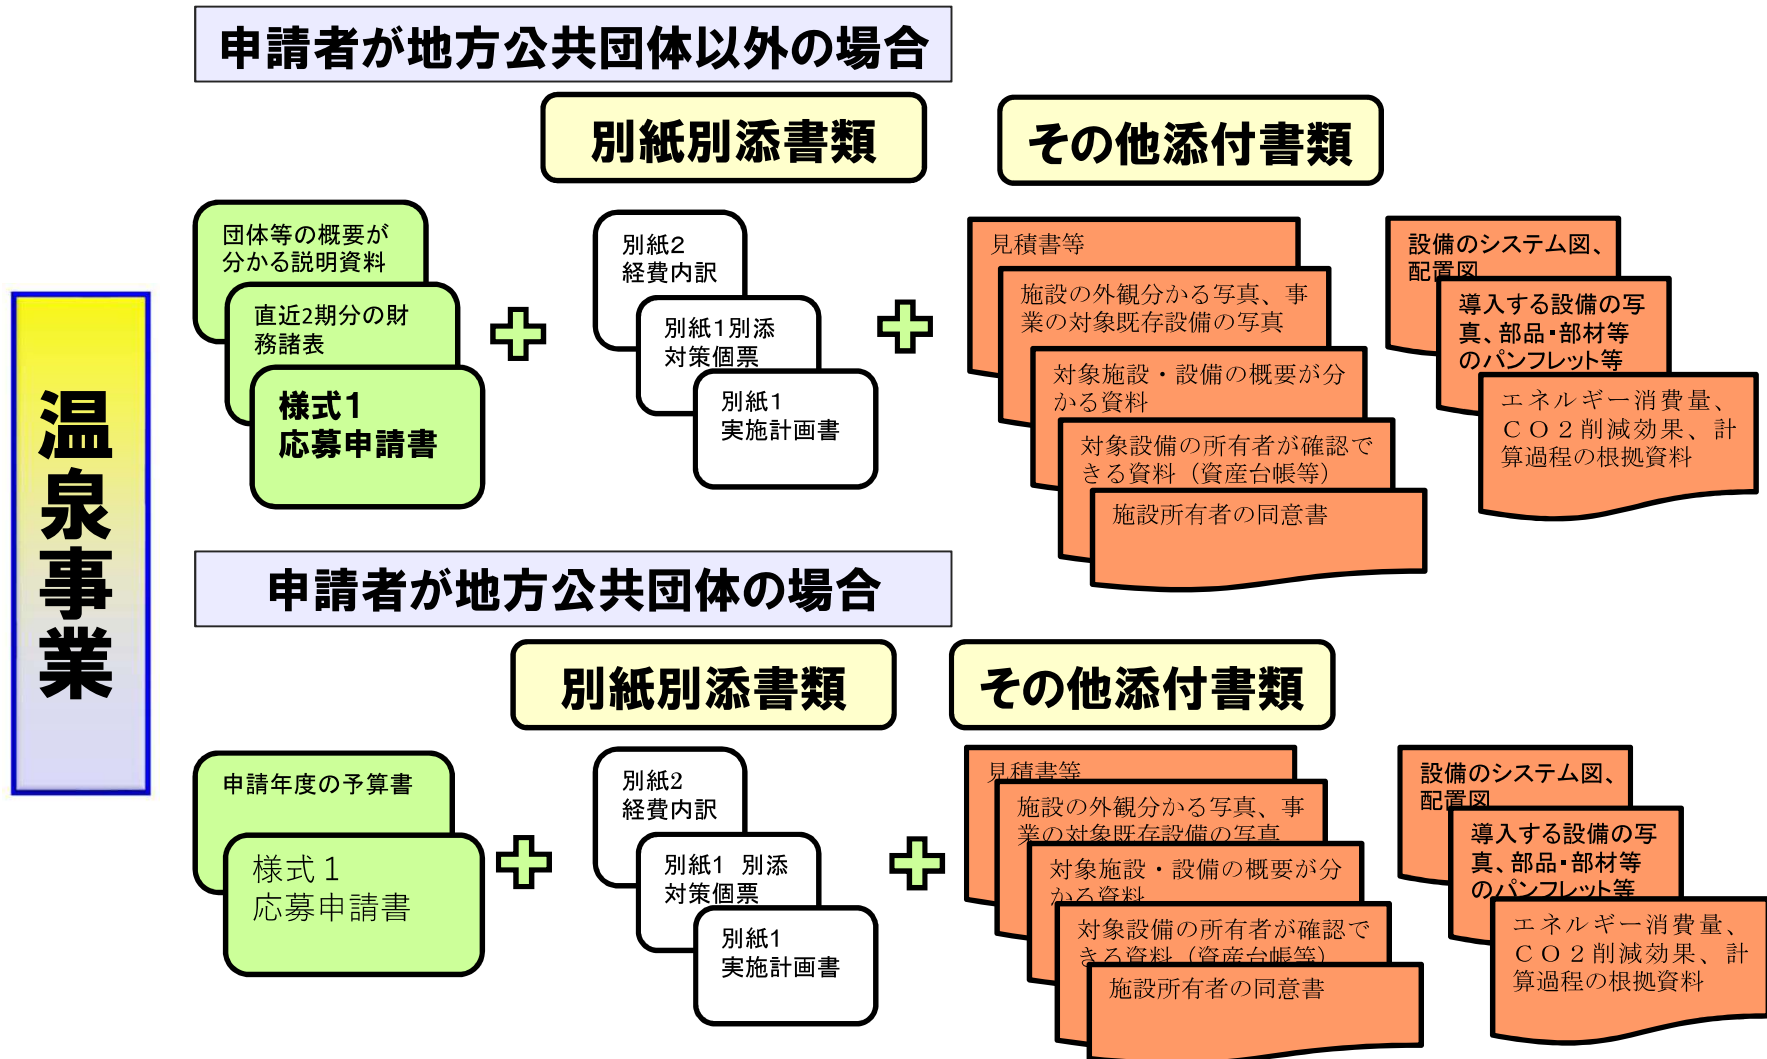 温泉事業
申請者が地方公共団体以外の場合
別紙別添書類
その他添付書類
団体等の概要が
分かる説明資料
直近2期分の財
務諸表
様式1
応募申請書
別紙2
経費内訳
別紙1別添
対策個票
別紙1
実施計画書
見積書等
施設の外観分かる写真、事
業の対象既存設備の写真
対象施設・設備の概要が分
かる資料
対象設備の所有者が確認で
きる資料（資産台帳等）
施設所有者の同意書
設備のシステム図、
配置図
導入する設備の写
真、部品・部材等
のパンフレット等
エネルギー消費量、
ＣＯ２削減効果、計
算過程の根拠資料
申請者が地方公共団体の場合
別紙別添書類
その他添付書類
申請年度の予算書
様式１
応募申請書
別紙2
経費内訳
別紙1　別添
対策個票
別紙1
実施計画書
見積書等
施設の外観分かる写真、事
業の対象既存設備の写真
対象施設・設備の概要が分
かる資料
対象設備の所有者が確認で
きる資料（資産台帳等）
施設所有者の同意書
設備のシステム図、
配置図
導入する設備の写
真、部品・部材等
のパンフレット等
エネルギー消費量、
ＣＯ２削減効果、計
算過程の根拠資料